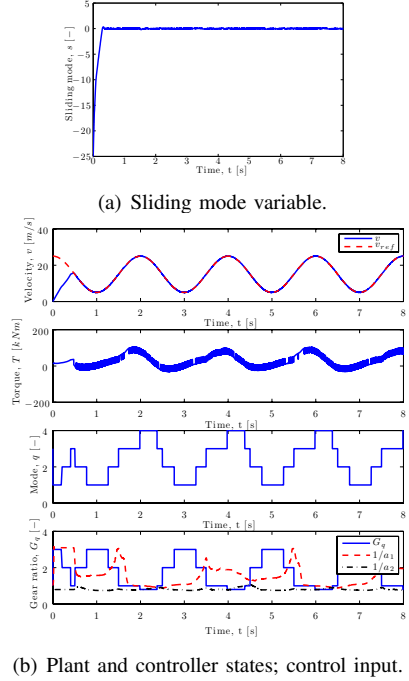 5
0
−5
−10
−15
−20
−25
Sliding mode, s [−]
0 1 2 3 4 5 6 7 8
Time, t [s]
(a) Sliding mode variable.
40
20
0
Velocity, v [m/s]
v
v_ref
0 1 2 3 4 5 6 7 8
Time, t [s]
200
0
−200
Torque, T [kNm]
0 1 2 3 4 5 6 7 8
Time, t [s]
4
2
0
Mode, q [−]
0 1 2 3 4 5 6 7 8
Time, t [s]
4
2
0
Gear ratio, G_q [−]
G_q
1/a_1
1/a_2
0 1 2 3 4 5 6 7 8
Time, t [s]
(b) Plant and controller states; control input.